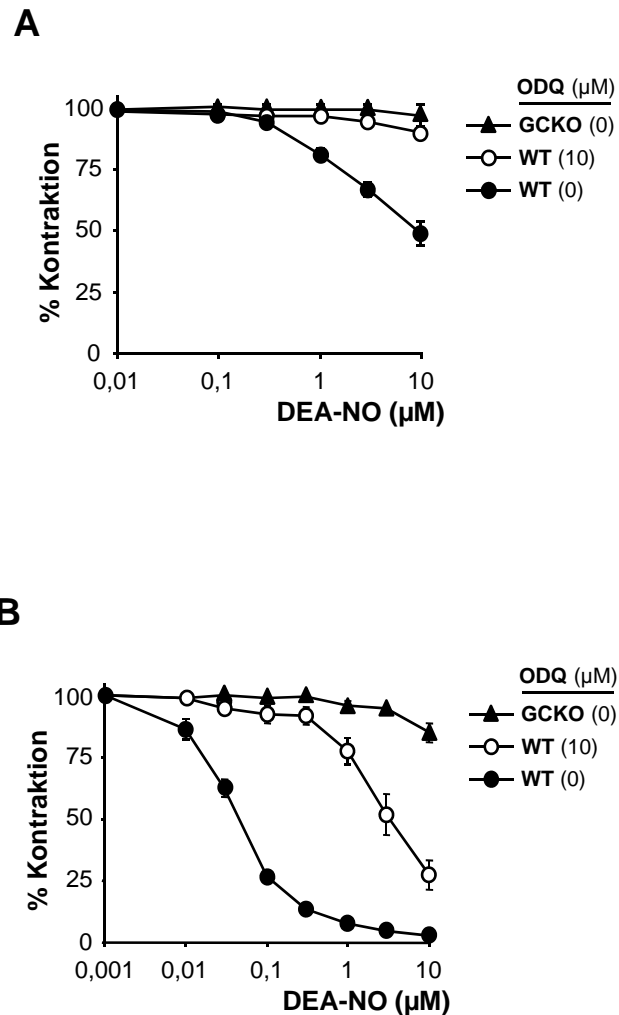 A
100
75
50
25
0
% Kontraktion
0,01 0,1 1 10
DEA-NO (µM)
ODQ (µM)
GCKO (0)
WT (10)
WT (0)
B
100
75
50
25
0
% Kontraktion
0,001 0,01 0,1 1 10
DEA-NO (µM)
ODQ (µM)
GCKO (0)
WT (10)
WT (0)